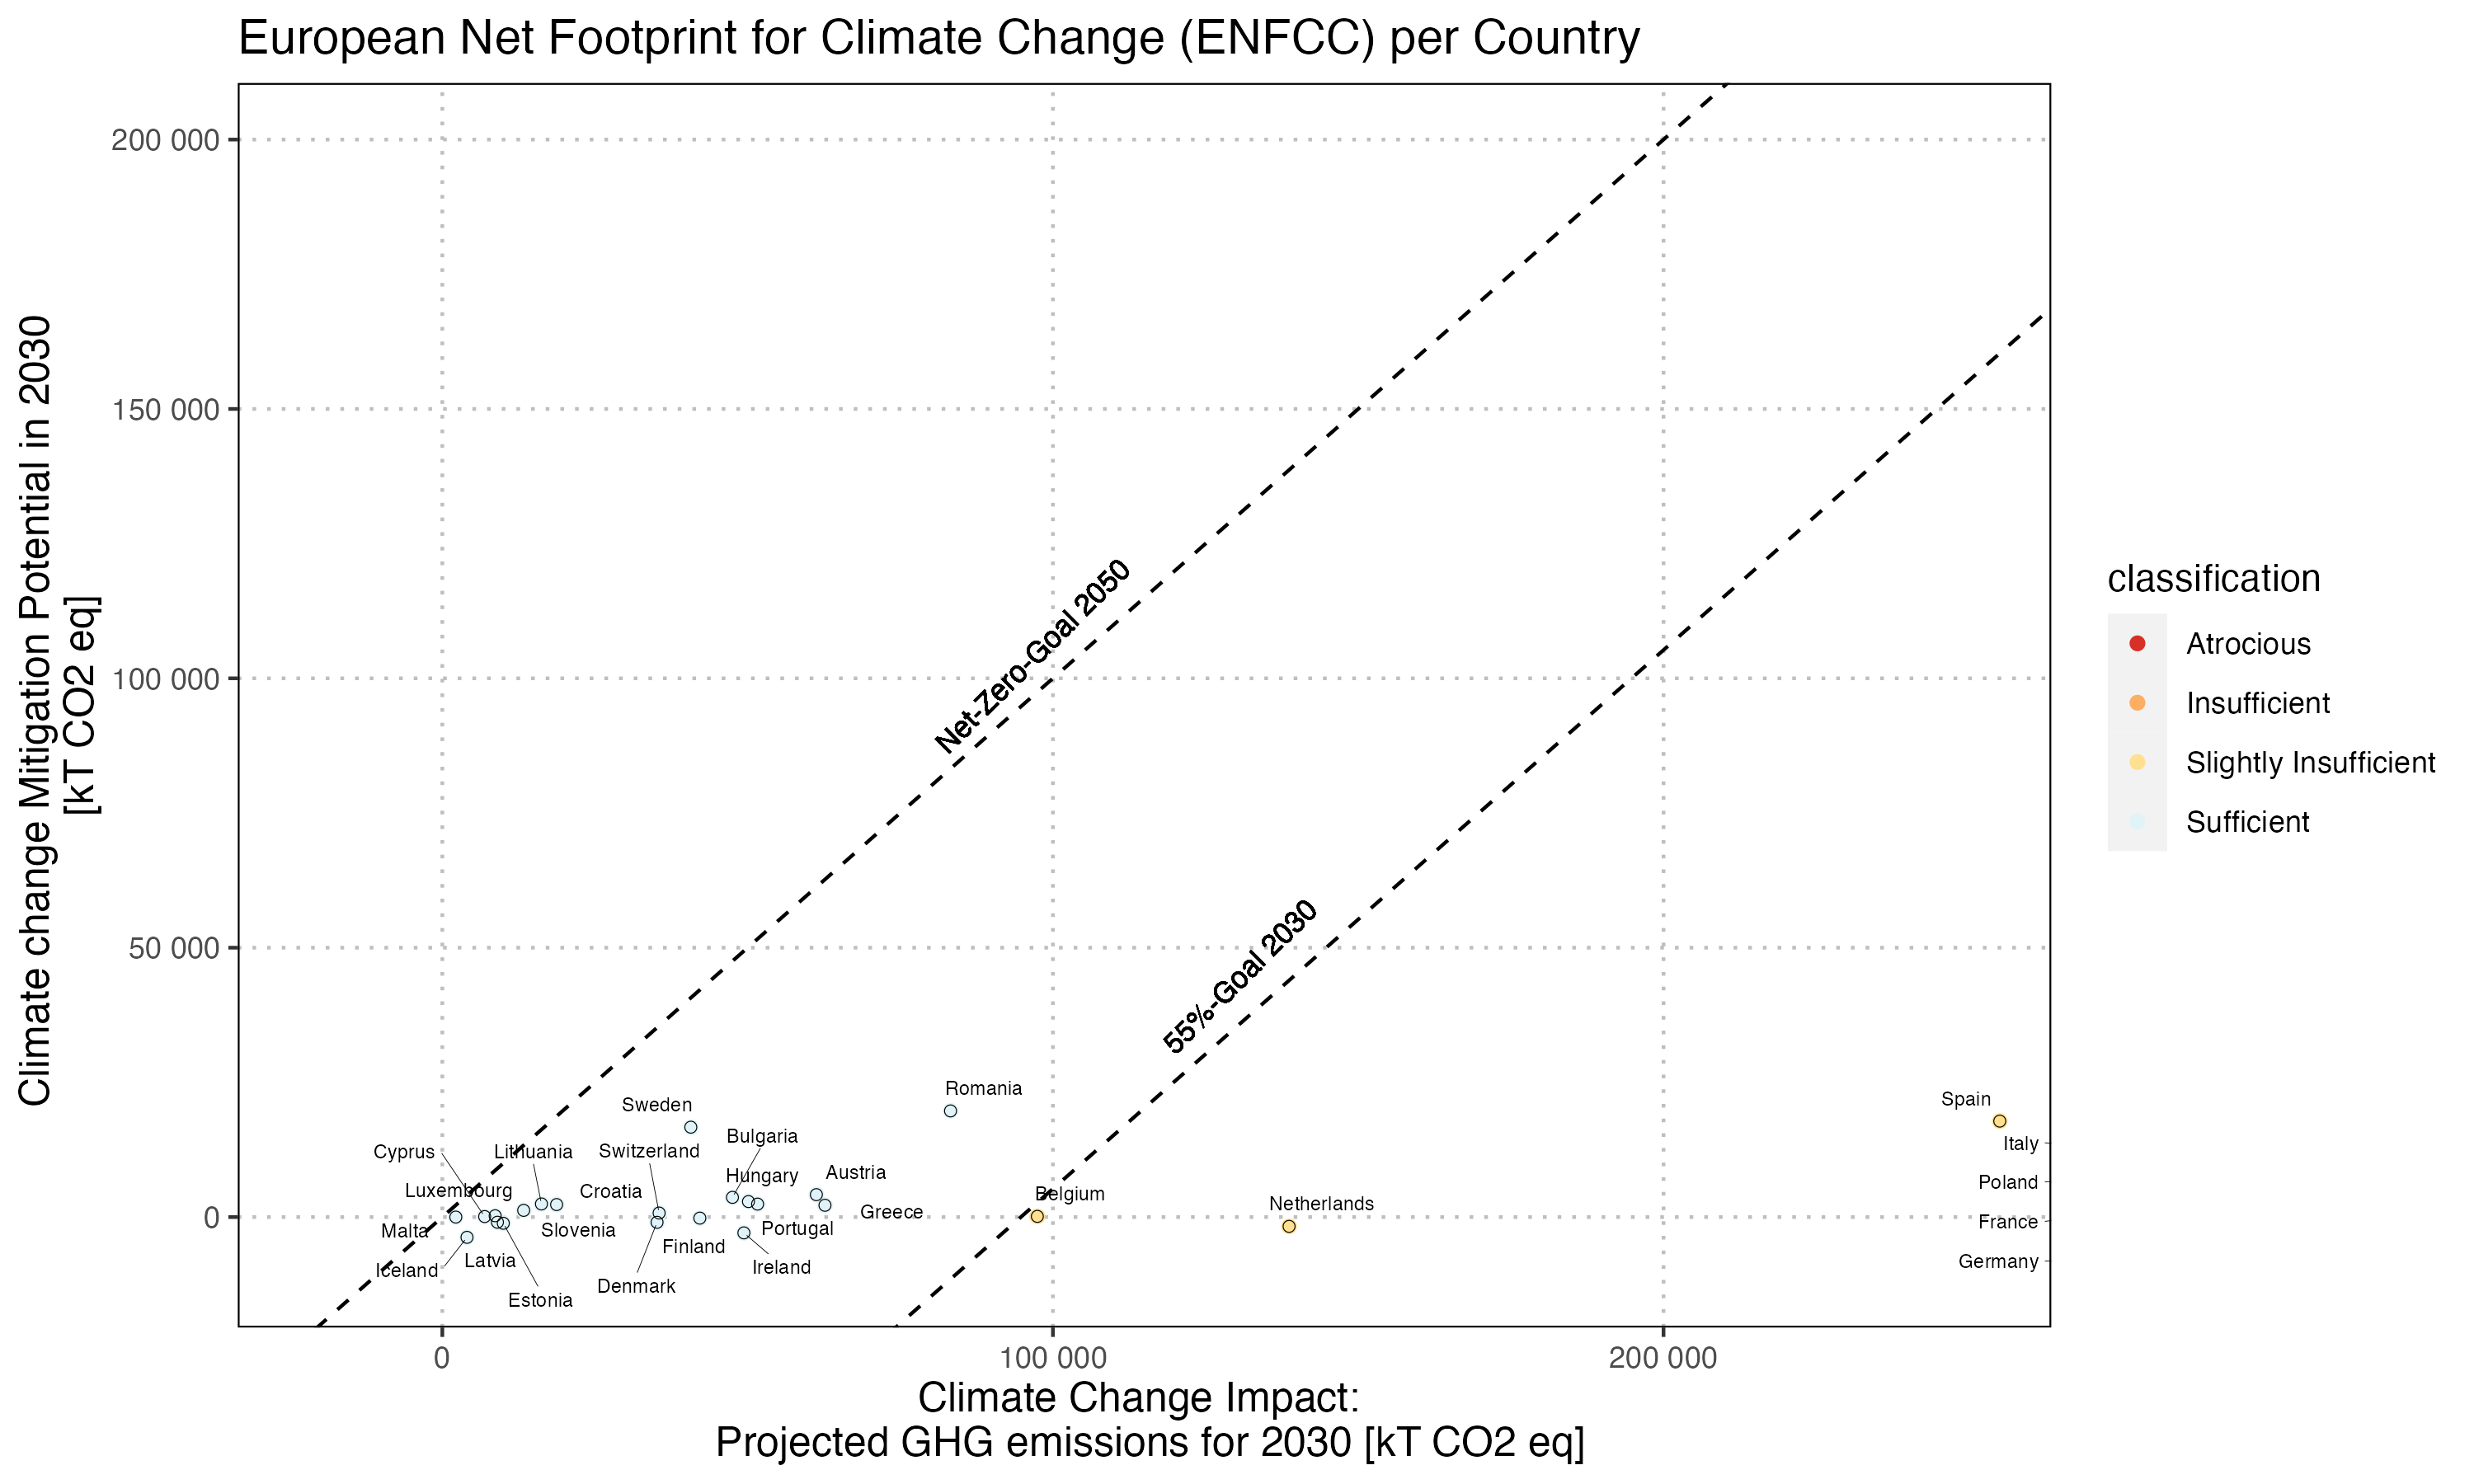 European Net Footprint for Climate Change (ENFCC) per Country
Climate change Mitigation Potential in 2030
[kT CO2 eq]
200 000
150 000
100 000
50 000
0
Net-Zero-Goal 2050
55%-Goal 2030
Romania
Spain
Sweden
Bulgaria
Italy
Cyprus
Lithuania
Switzerland
Hungary
Austria
Poland
Luxembourg
Croatia
Belgium
Netherlands
Greece
France
Malta
Slovenia
Portugal
Finland
Latvia
Iceland
Ireland
Germany
Denmark
Estonia
0
100 000
200 000
Climate Change Impact:
Projected GHG emissions for 2030 [kT CO2 eq]
classification
Atrocious
Insufficient
Slightly Insufficient
Sufficient